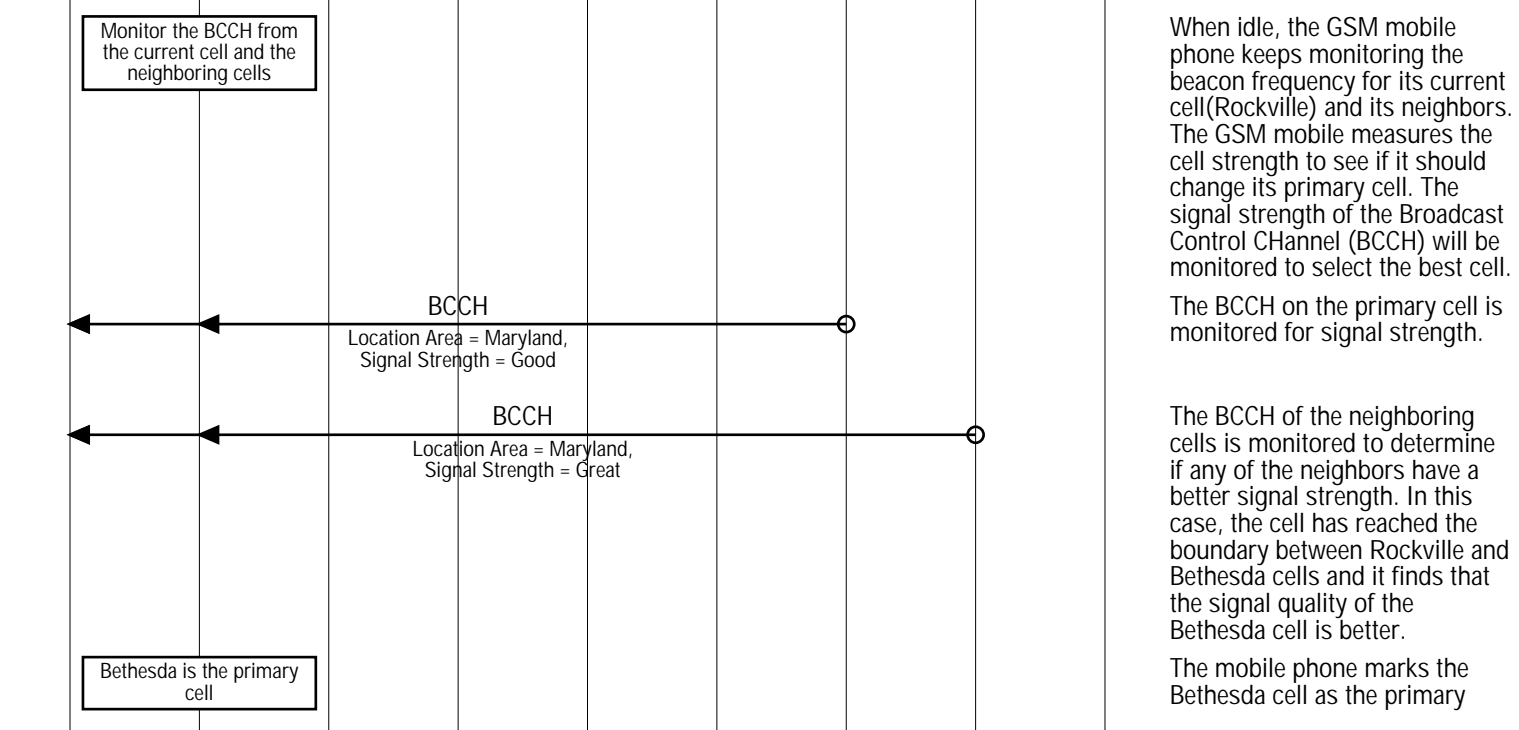 Monitor the BCCH from
the current cell and the
neighboring cells
When idle, the GSM mobile
phone keeps monitoring the
beacon frequency for its current
cell(Rockville) and its neighbors.
The GSM mobile measures the
cell strength to see if it should
change its primary cell. The
signal strength of the Broadcast
Control CHannel (BCCH) will be
monitored to select the best cell.
BCCH
Location Area = Maryland,
Signal Strength = Good
The BCCH on the primary cell is
monitored for signal strength.
BCCH
Location Area = Maryland,
Signal Strength = Great
The BCCH of the neighboring
cells is monitored to determine
if any of the neighbors have a
better signal strength. In this
case, the cell has reached the
boundary between Rockville and
Bethesda cells and it finds that
the signal quality of the
Bethesda cell is better.
Bethesda is the primary
cell
The mobile phone marks the
Bethesda cell as the primary